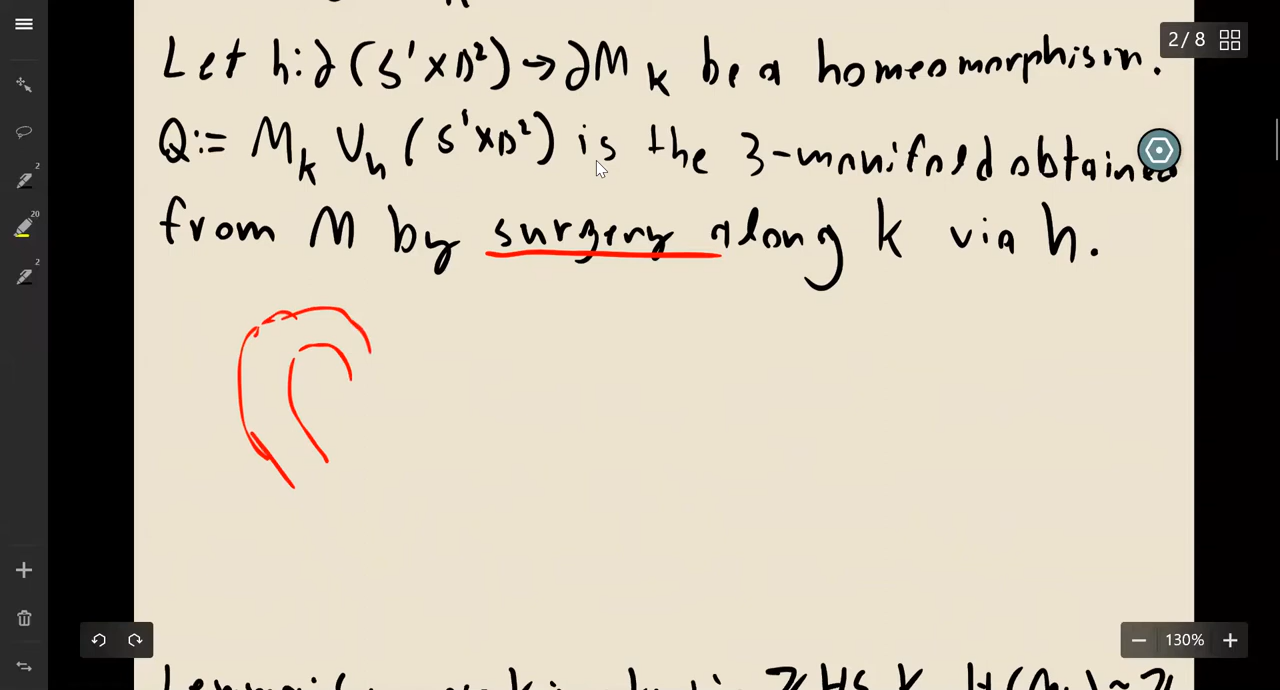 2/8
Let h:∂(S¹×D²)→∂M_K be a homeomorphism.
Q:= M_K ∪_h (S¹×D²) is the 3-manifold obtained
from M by surgery along k via h.
130%